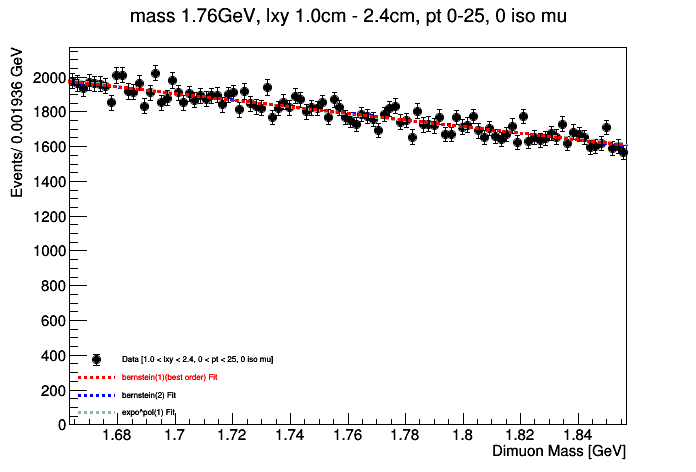 mass 1.76GeV, lxy 1.0cm - 2.4cm, pt 0-25, 0 iso mu
Events/ 0.001936 GeV
2000
1800
1600
1400
1200
1000
800
600
400
200
0
Data [1.0 < lxy < 2.4, 0 < pt < 25, 0 iso mu]
bernstein(1)(best order) Fit
bernstein(2) Fit
expo^pol(1) Fit
1.68 1.7 1.72 1.74 1.76 1.78 1.8 1.82 1.84
Dimuon Mass [GeV]